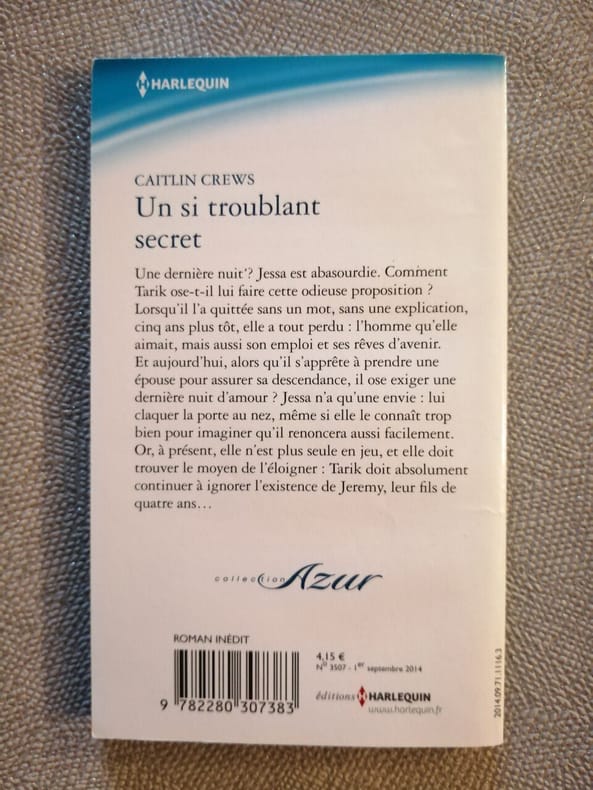 HARLEQUIN
CAITLIN CREWS
Un si troublant
secret
Une dernière nuit ? Jessa est abasourdie. Comment
Tarik ose-t-il lui faire cette odieuse proposition ?
Lorsqu'il l'a quittée sans un mot, sans une explication,
cinq ans plus tôt, elle a tout perdu : l'homme qu'elle
aimait, mais aussi son emploi et ses rêves d'avenir.
Et aujourd'hui, alors qu'il s'apprête à prendre une
épouse pour assurer sa descendance, il ose exiger une
dernière nuit d'amour ? Jessa n'a qu'une envie : lui
claquer la porte au nez, même si elle le connaît trop
bien pour imaginer qu'il renoncera aussi facilement.
Or, à présent, elle n'est plus seule en jeu, et elle doit
trouver le moyen de l'éloigner : Tarik doit absolument
continuer à ignorer l'existence de Jeremy, leur fils de
quatre ans…
collection Azur
ROMAN INÉDIT
4,15 €
N° 3507 - 1er septembre 2014
9 782280 307383
éditions HARLEQUIN
www.harlequin.fr
2014.09.71.1116.3